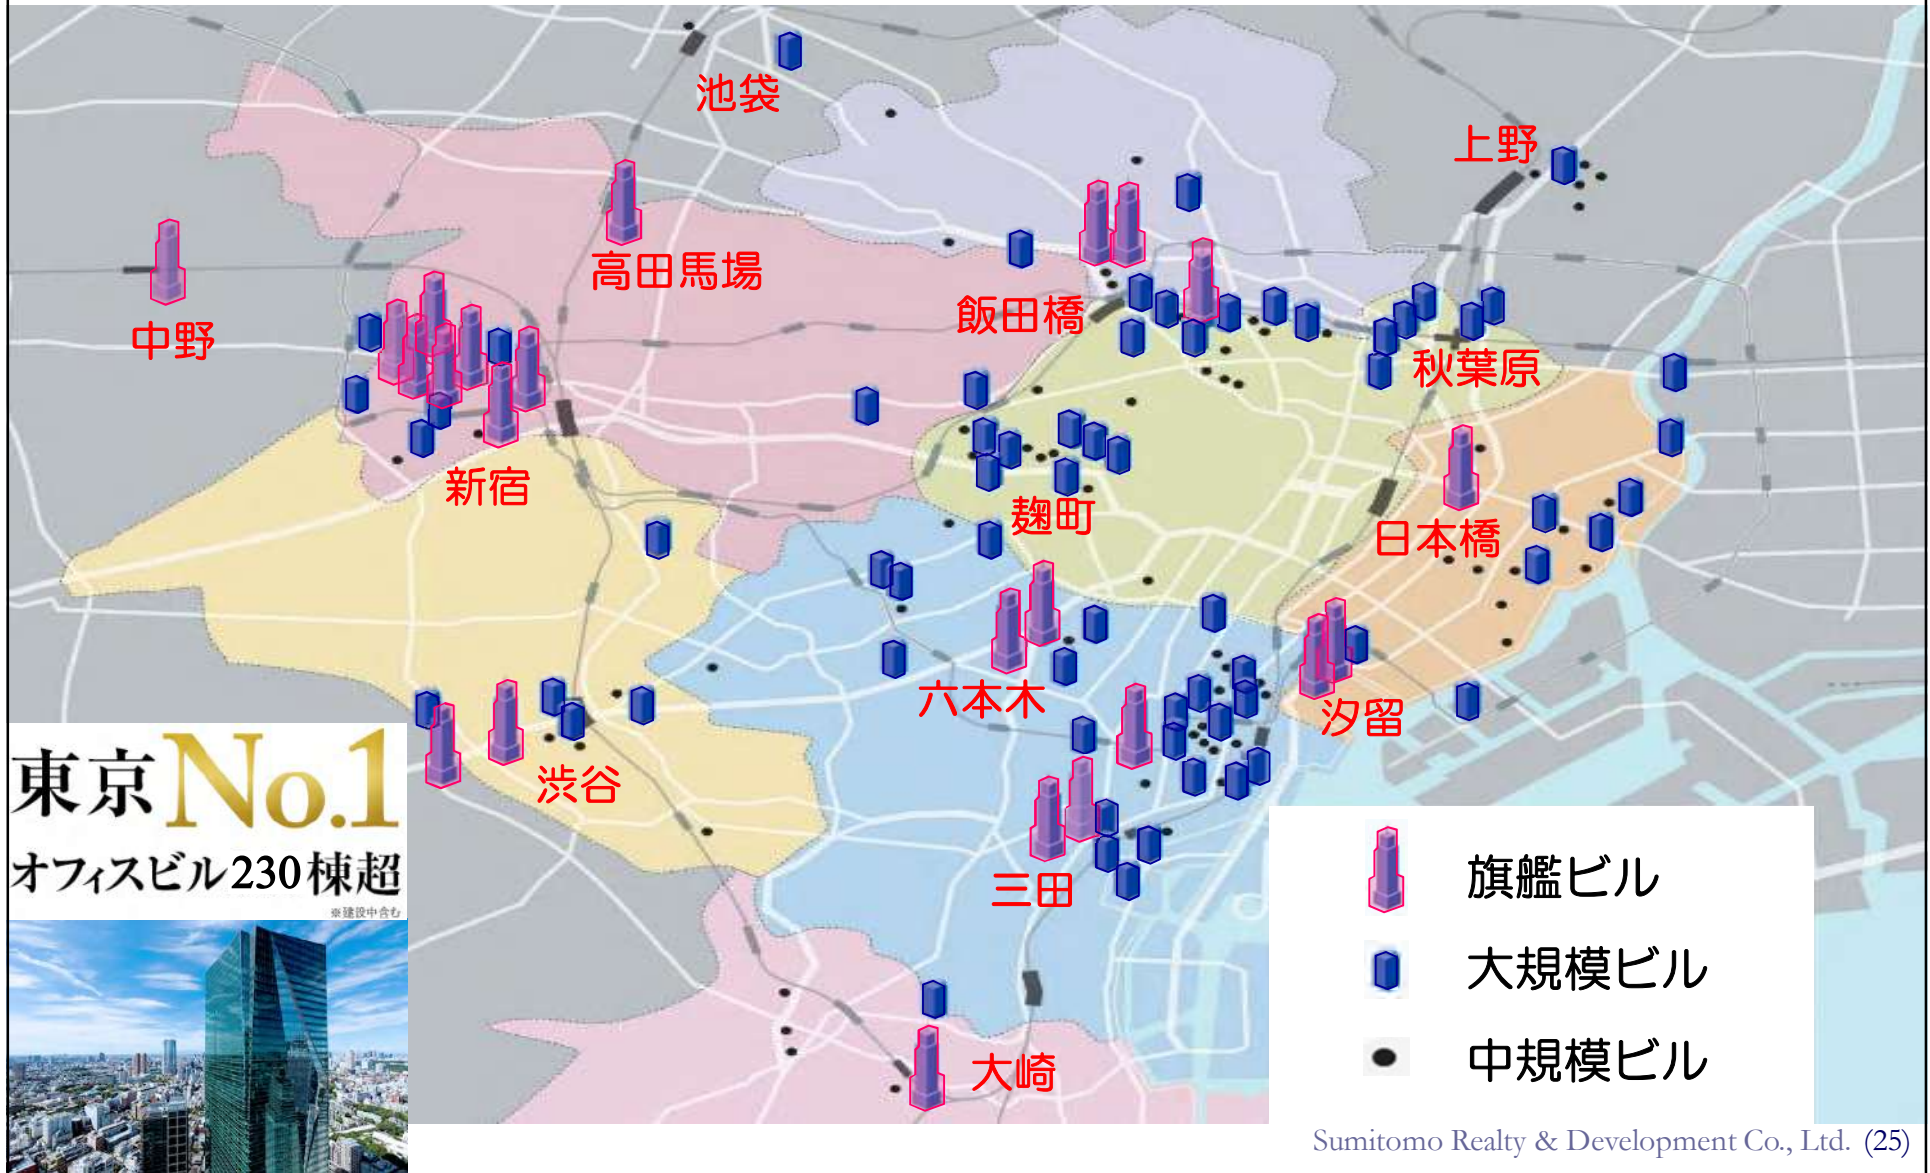 池袋
上野
高田馬場
中野
飯田橋
秋葉原
新宿
麹町
日本橋
六本木
汐留
渋谷
三田
大崎
東京No.1
オフィスビル230棟超
※建設中含む
旗艦ビル
大規模ビル
中規模ビル
Sumitomo Realty & Development Co., Ltd. (25)